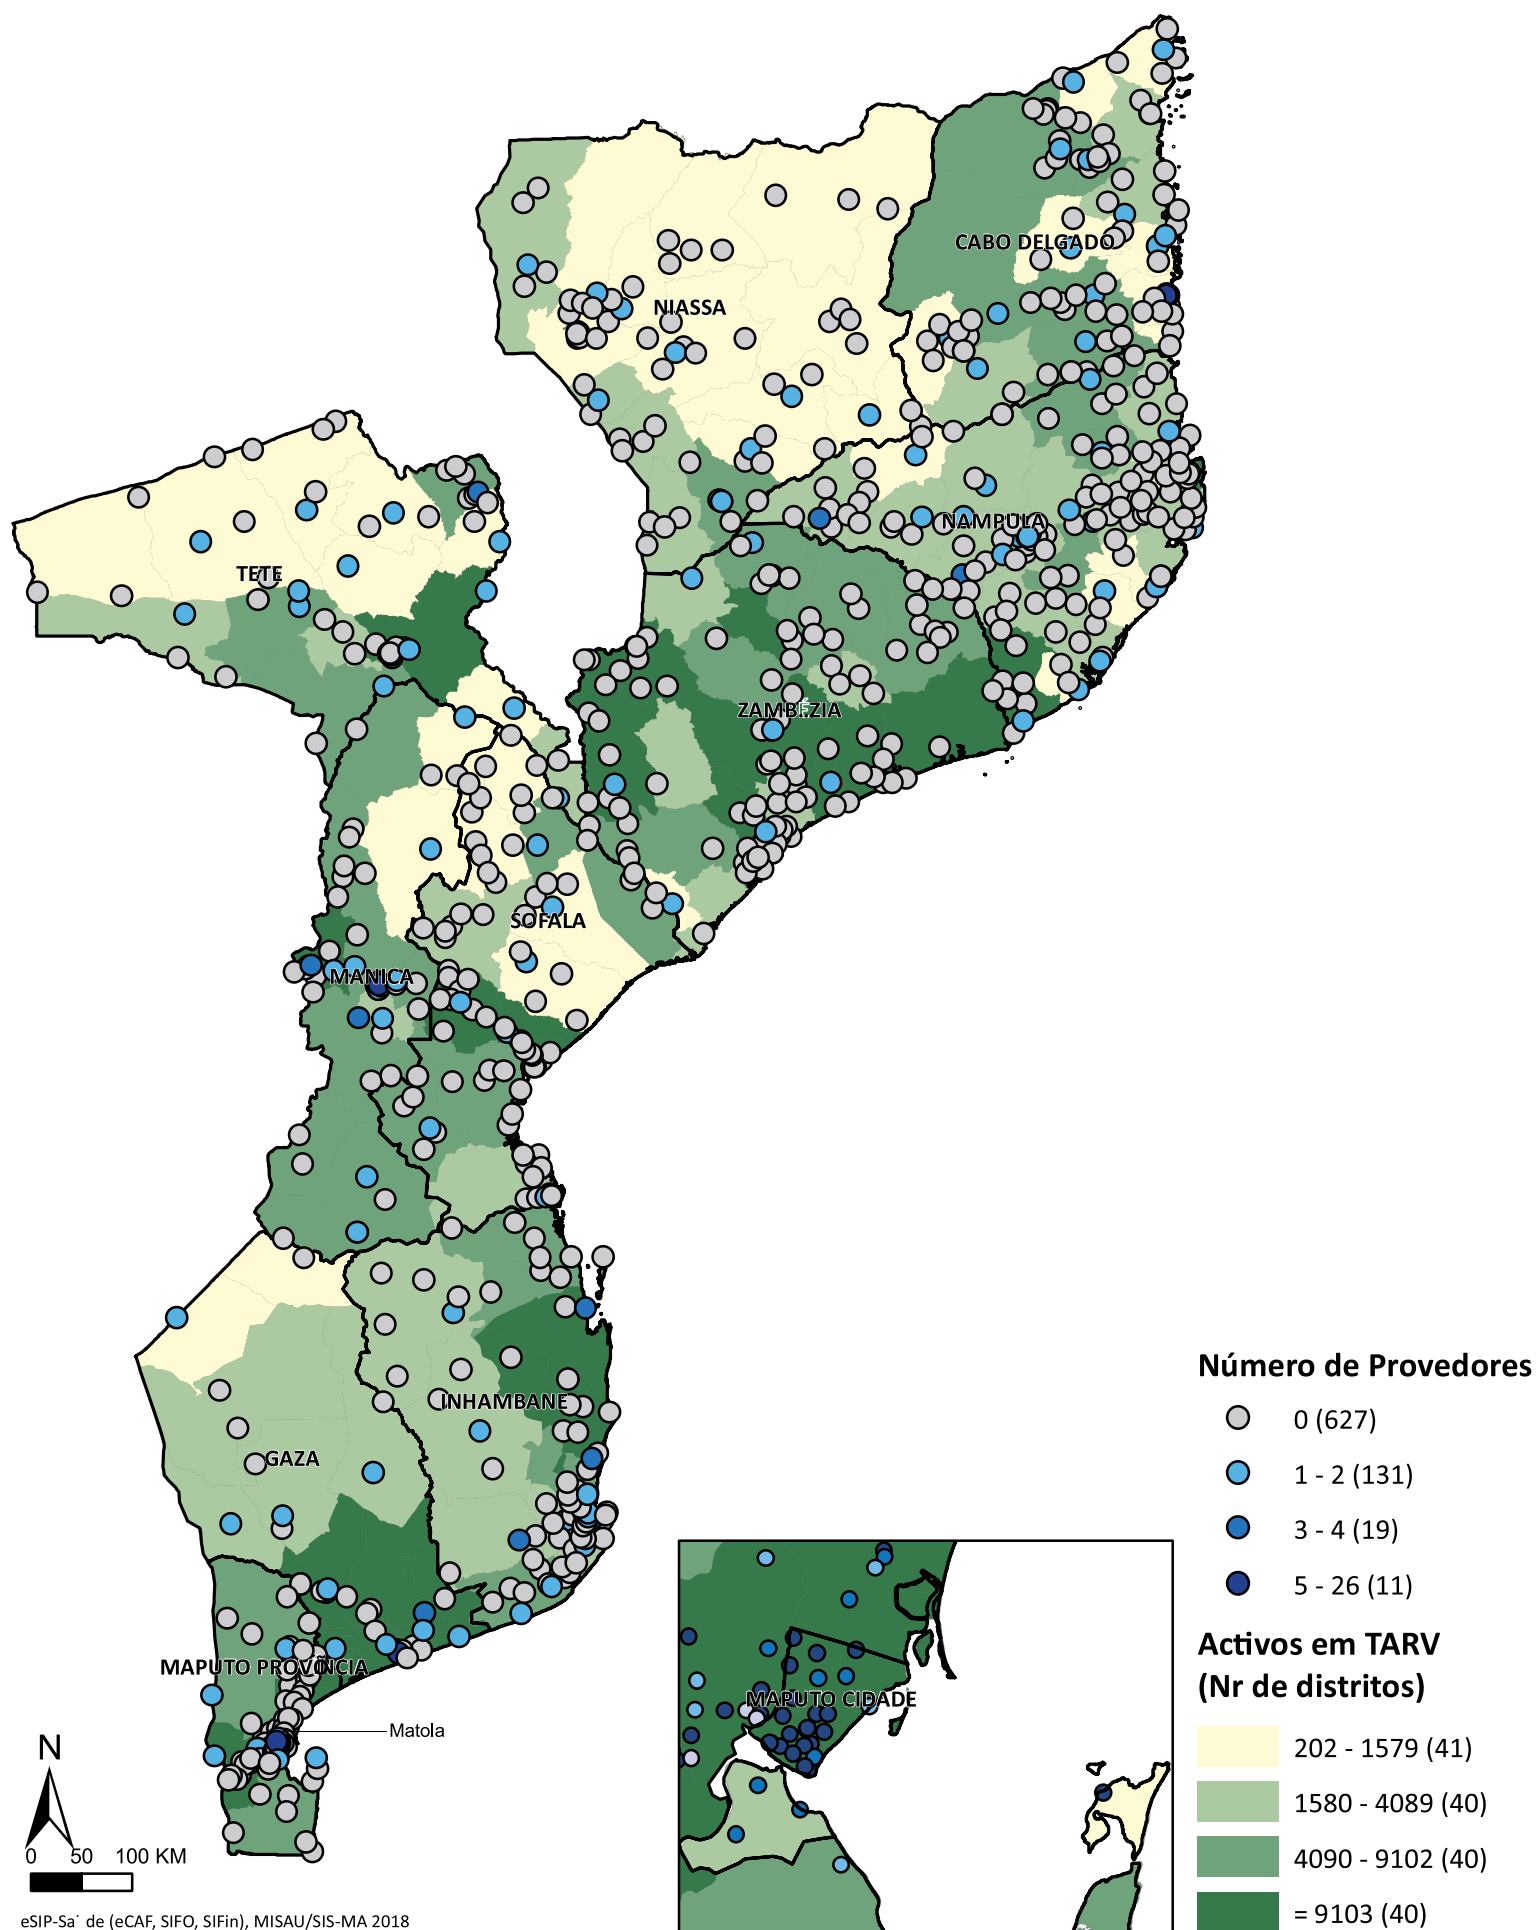 CABO DELGADO
NIASSA
NAMPULA
TETE
ZAMBÉZIA
SOFALA
MANICA
INHAMBANE
GAZA
MAPUTO PROVÍNCIA
Matola
MAPUTO CIDADE
N
0 50 100 KM
eSIP-Sa˙ de (eCAF, SIFO, SIFin), MISAU/SIS-MA 2018
Número de Provedores
0 (627)
1 - 2 (131)
3 - 4 (19)
5 - 26 (11)
Activos em TARV
(Nr de distritos)
202 - 1579 (41)
1580 - 4089 (40)
4090 - 9102 (40)
= 9103 (40)